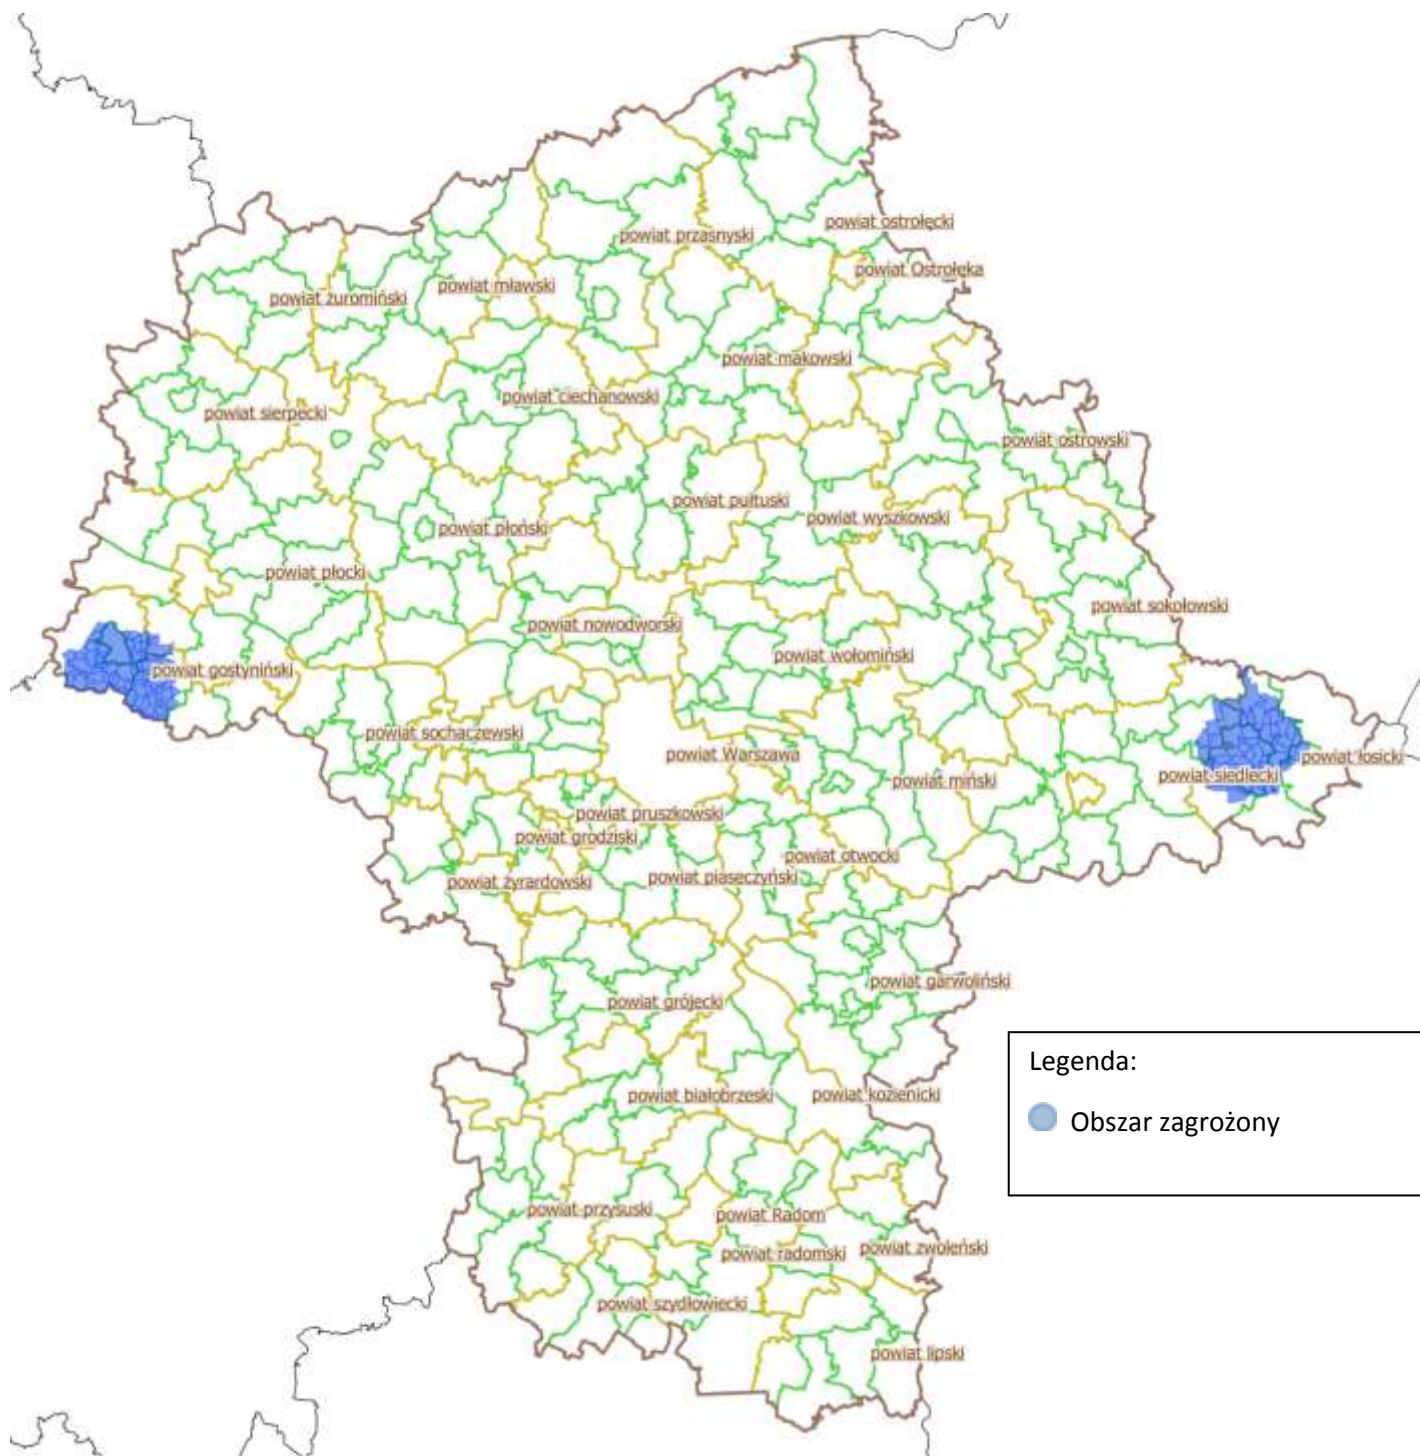 powiat ostrołęcki
powiat przasnyski
powiat Ostrołęka
powiat mławski
powiat żuromiński
powiat makowski
powiat ciechanowski
powiat sierpecki
powiat ostrowski
powiat pułtuski
powiat wyszkowski
powiat płoński
powiat płocki
powiat sokołowski
powiat nowodworski
powiat wołomiński
powiat gostyniński
powiat sochaczewski
powiat Warszawa
powiat łosicki
powiat siedlecki
powiat miński
powiat pruszkowski
powiat grodziski
powiat otwocki
powiat żyrardowski
powiat piaseczyński
powiat garwoliński
powiat grójecki
Legenda:
powiat białobrzeski
powiat kozienicki
Obszar zagrożony
powiat przysuski
powiat Radom
powiat radomski
powiat zwoleński
powiat szydłowiecki
powiat lipski